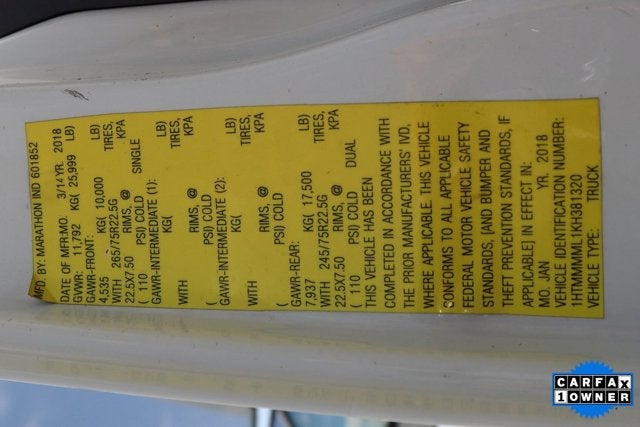 MFD. BY: MARATHON IND 601852
DATE OF MFR:MO. 3/14 YR. 2018
GVWR: 11,792 KG( 25,999 LB)
GAWR-FRONT:
4,535 KG( 10,000 LB)
WITH 265/75R22.5G TIRES,
22.5X7.50 RIMS, @ KPA
( 110 PSI) COLD SINGLE
GAWR-INTERMEDIATE (1):
KG( LB)
WITH TIRES,
RIMS, @ KPA
( PSI) COLD
GAWR-INTERMEDIATE (2):
KG( LB)
WITH TIRES,
RIMS, @ KPA
( PSI) COLD
GAWR-REAR:
7,937 KG( 17,500 LB)
WITH 245/75R22.5G TIRES,
22.5X7.50 RIMS, @ KPA
( 110 PSI) COLD DUAL
THIS VEHICLE HAS BEEN
COMPLETED IN ACCORDANCE WITH
THE PRIOR MANUFACTURERS' IVD,
WHERE APPLICABLE. THIS VEHICLE
CONFORMS TO ALL APPLICABLE
FEDERAL MOTOR VEHICLE SAFETY
STANDARDS, [AND BUMPER AND
THEFT PREVENTION STANDARDS, IF
APPLICABLE] IN EFFECT IN:
MO. JAN YR. 2018
VEHICLE IDENTIFICATION NUMBER:
1HTMMMML1KH381320
VEHICLE TYPE: TRUCK
CARFAX
1 OWNER